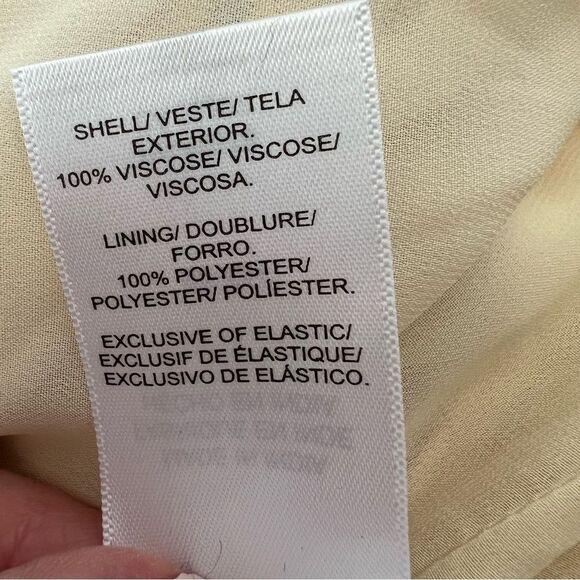 SHELL/ VESTE/ TELA
EXTERIOR.
100% VISCOSE/ VISCOSE/
VISCOSA.
LINING/ DOUBLURE/
FORRO.
100% POLYESTER/
POLYESTER/ POLÍESTER.
EXCLUSIVE OF ELASTIC/
EXCLUSIF DE ÉLASTIQUE/
EXCLUSIVO DE ELÁSTICO.